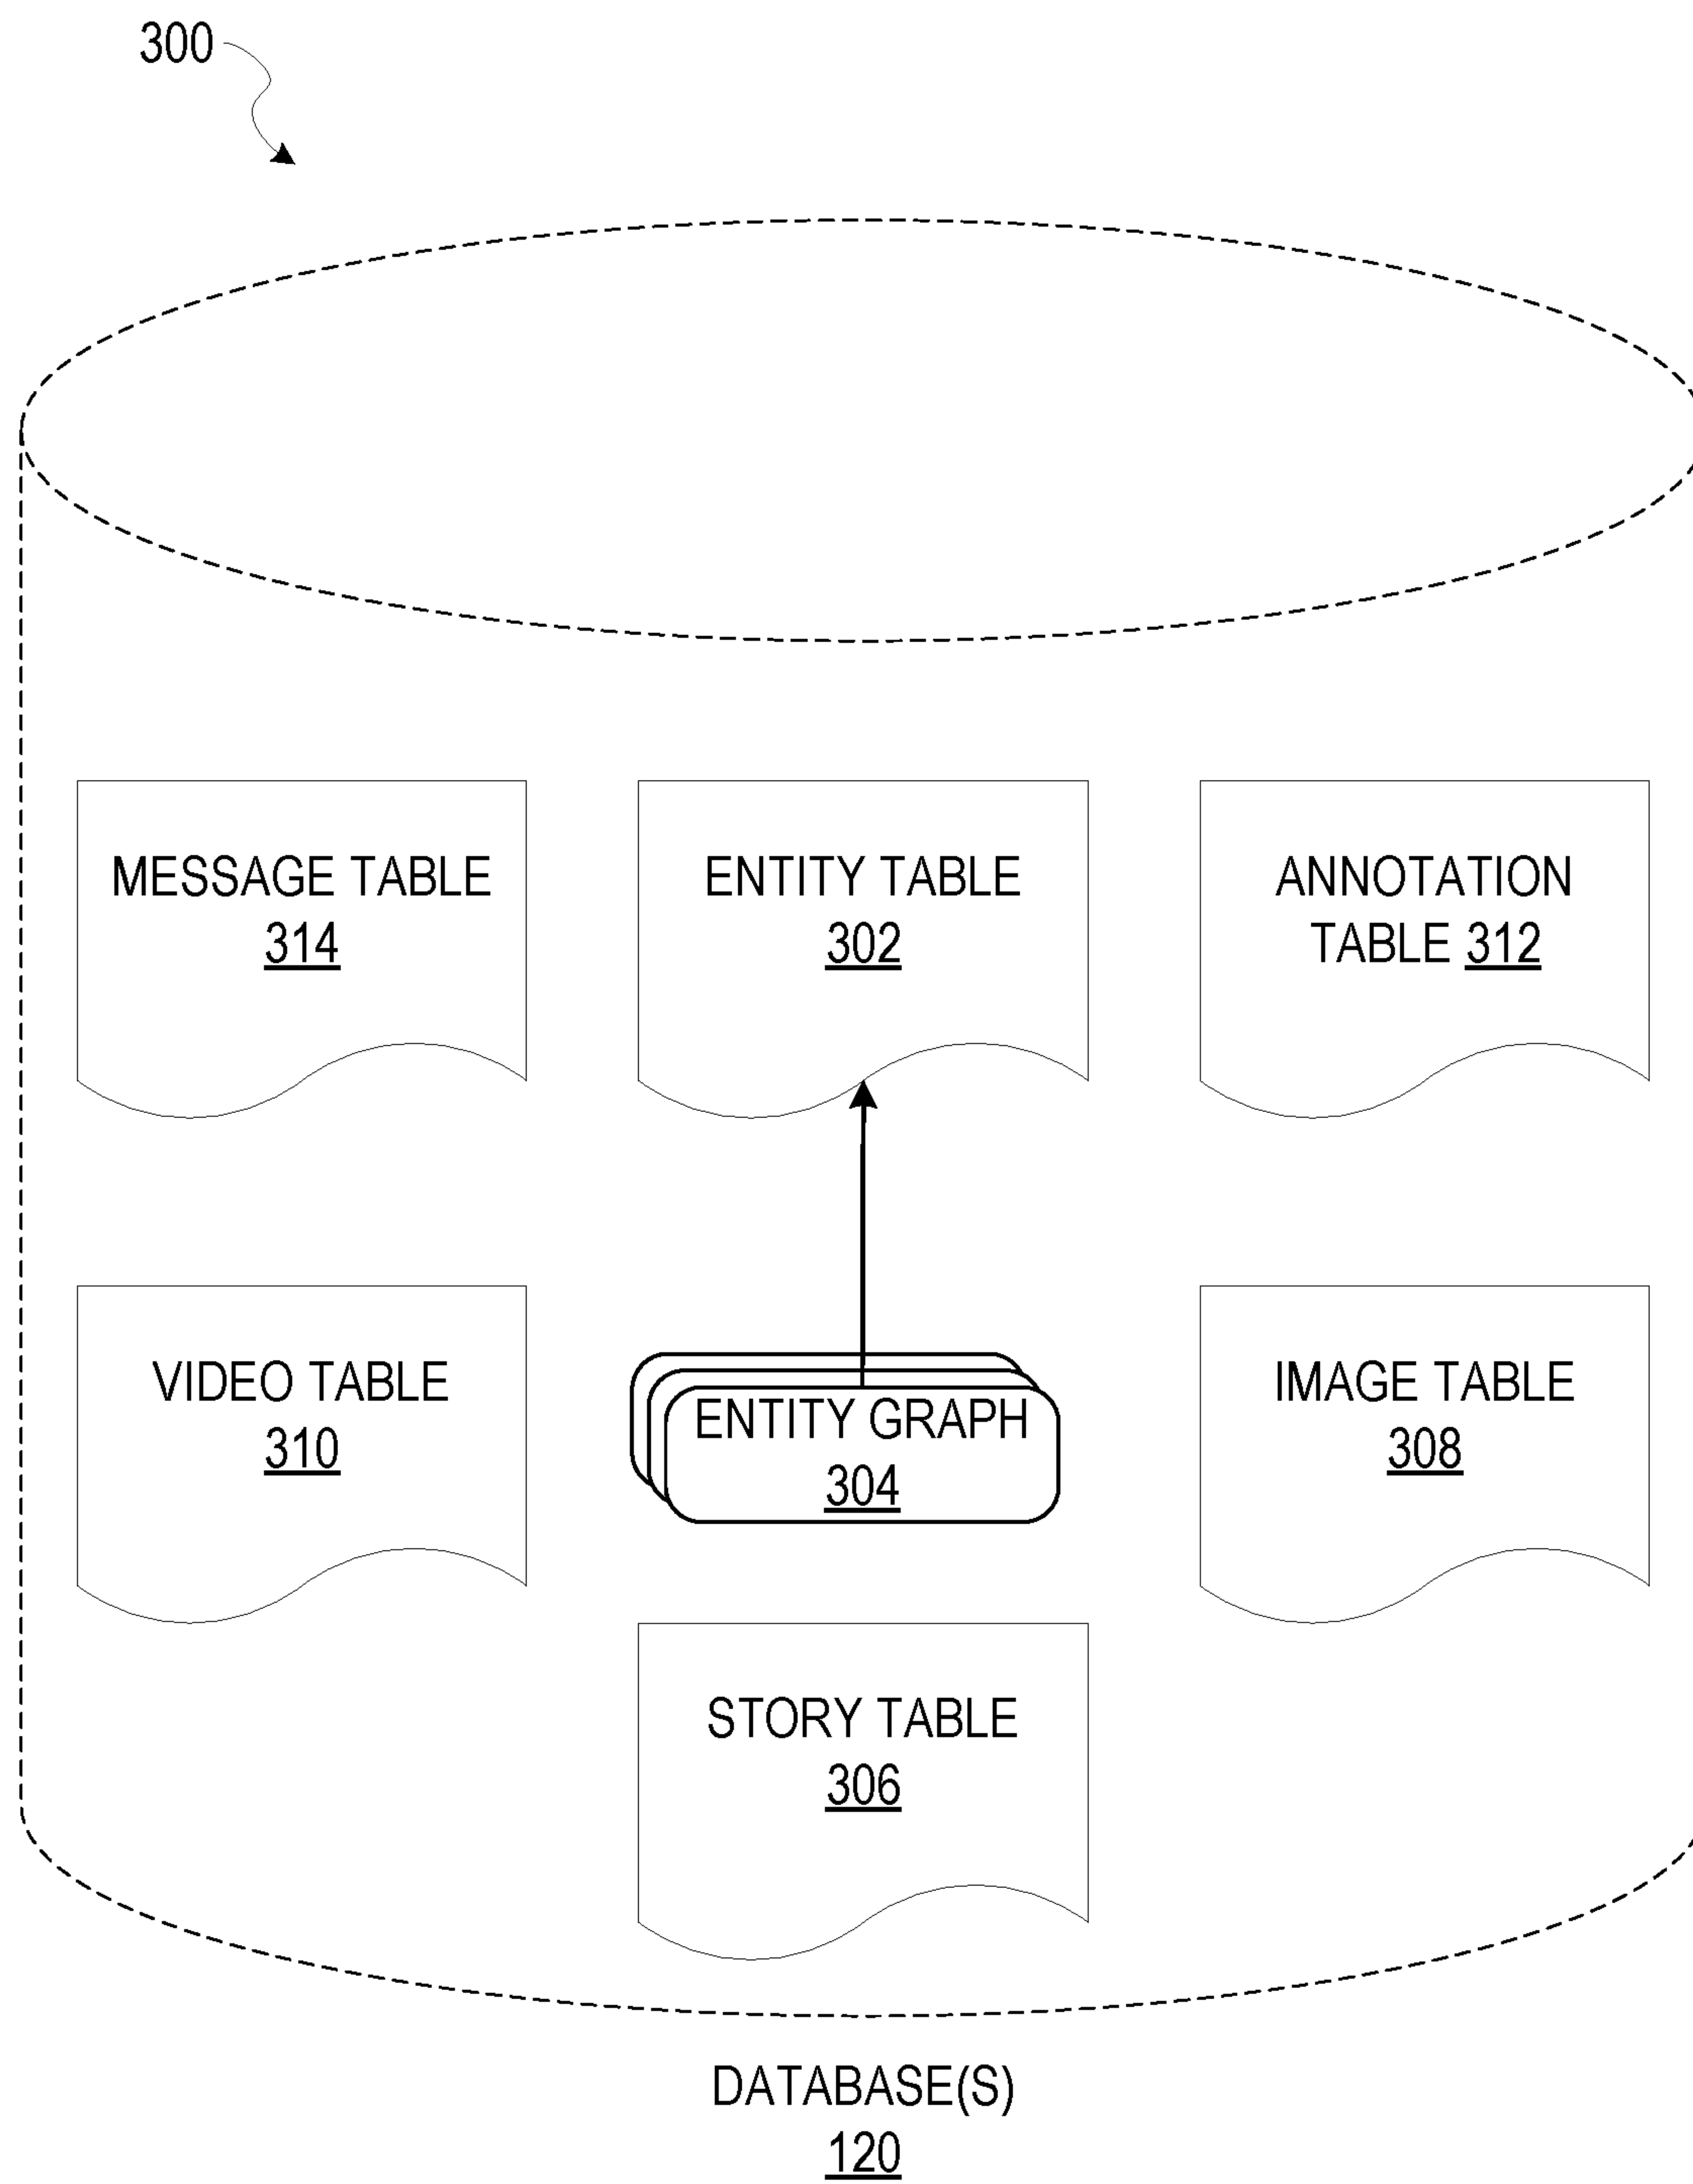 300
MESSAGE TABLE
314
ENTITY TABLE
302
ANNOTATION
TABLE 312
VIDEO TABLE
310
ENTITY GRAPH
304
IMAGE TABLE
308
STORY TABLE
306
DATABASE(S)
120